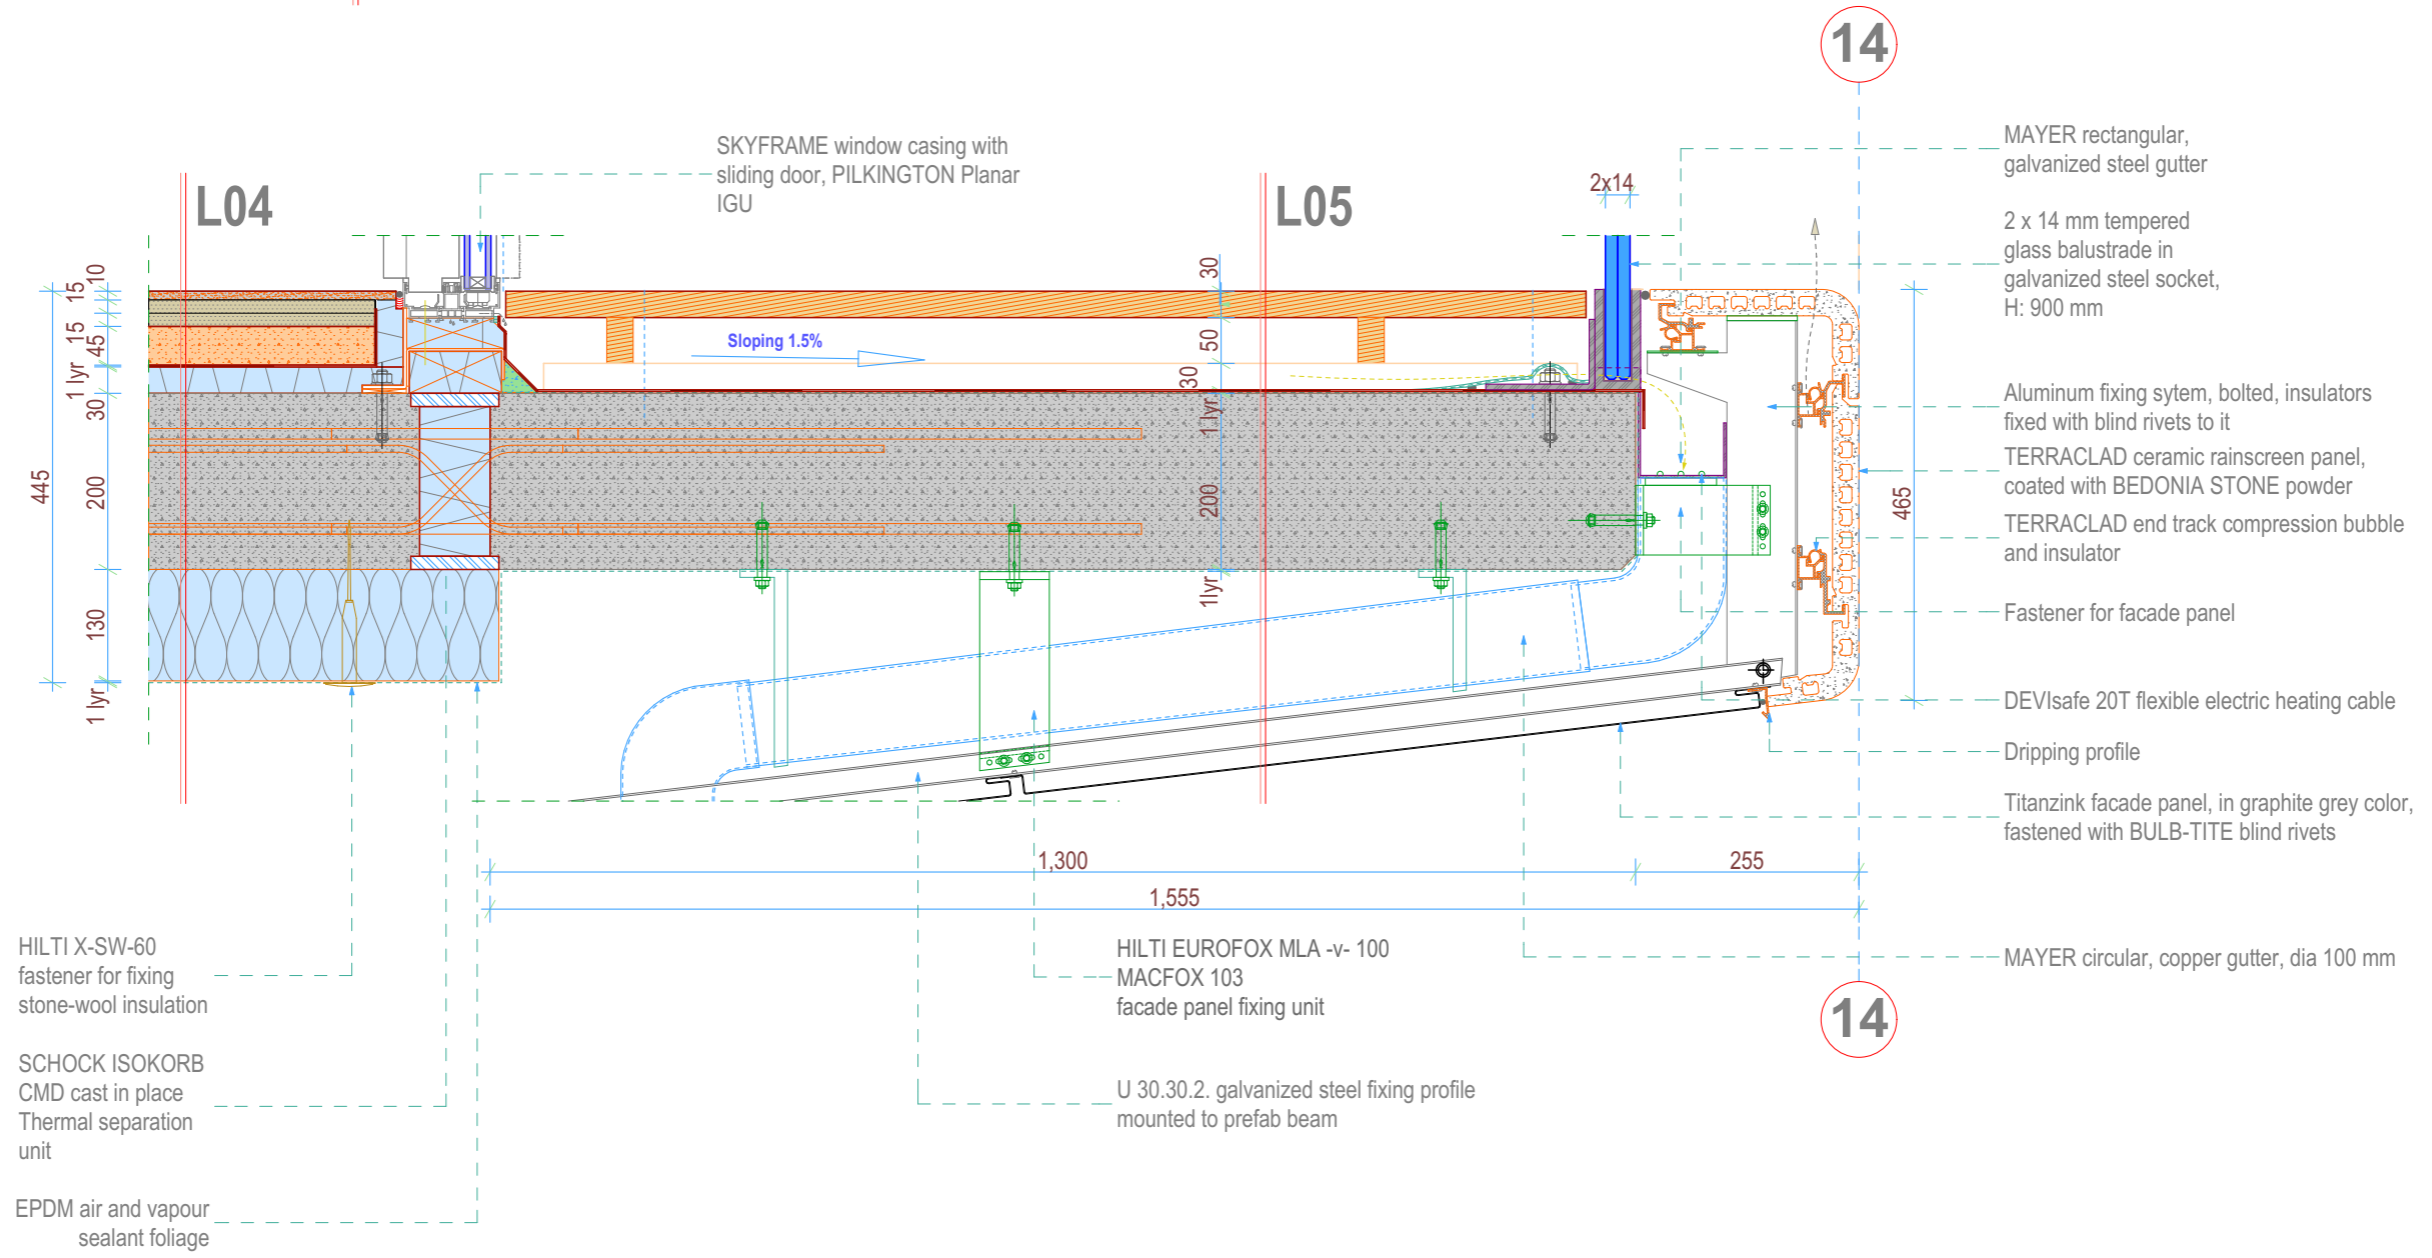 14
SKYFRAME window casing with
sliding door, PILKINGTON Planar
IGU
L04
L05
2x14
MAYER rectangular,
galvanized steel gutter
2 x 14 mm tempered
glass balustrade in
galvanized steel socket,
H: 900 mm
Aluminum fixing sytem, bolted, insulators
fixed with blind rivets to it
TERRACLAD ceramic rainscreen panel,
coated with BEDONIA STONE powder
TERRACLAD end track compression bubble
and insulator
Fastener for facade panel
DEVIsafe 20T flexible electric heating cable
Dripping profile
Titanzink facade panel, in graphite grey color,
fastened with BULB-TITE blind rivets
MAYER circular, copper gutter, dia 100 mm
Sloping 1.5%
10
15
15
45
1 lyr
30
200
130
1 lyr
445
30
50
30
1 lyr
200
1lyr
465
1,300
255
1,555
HILTI X-SW-60
fastener for fixing
stone-wool insulation
SCHOCK ISOKORB
CMD cast in place
Thermal separation
unit
EPDM air and vapour
sealant foliage
HILTI EUROFOX MLA -v- 100
MACFOX 103
facade panel fixing unit
U 30.30.2. galvanized steel fixing profile
mounted to prefab beam
14